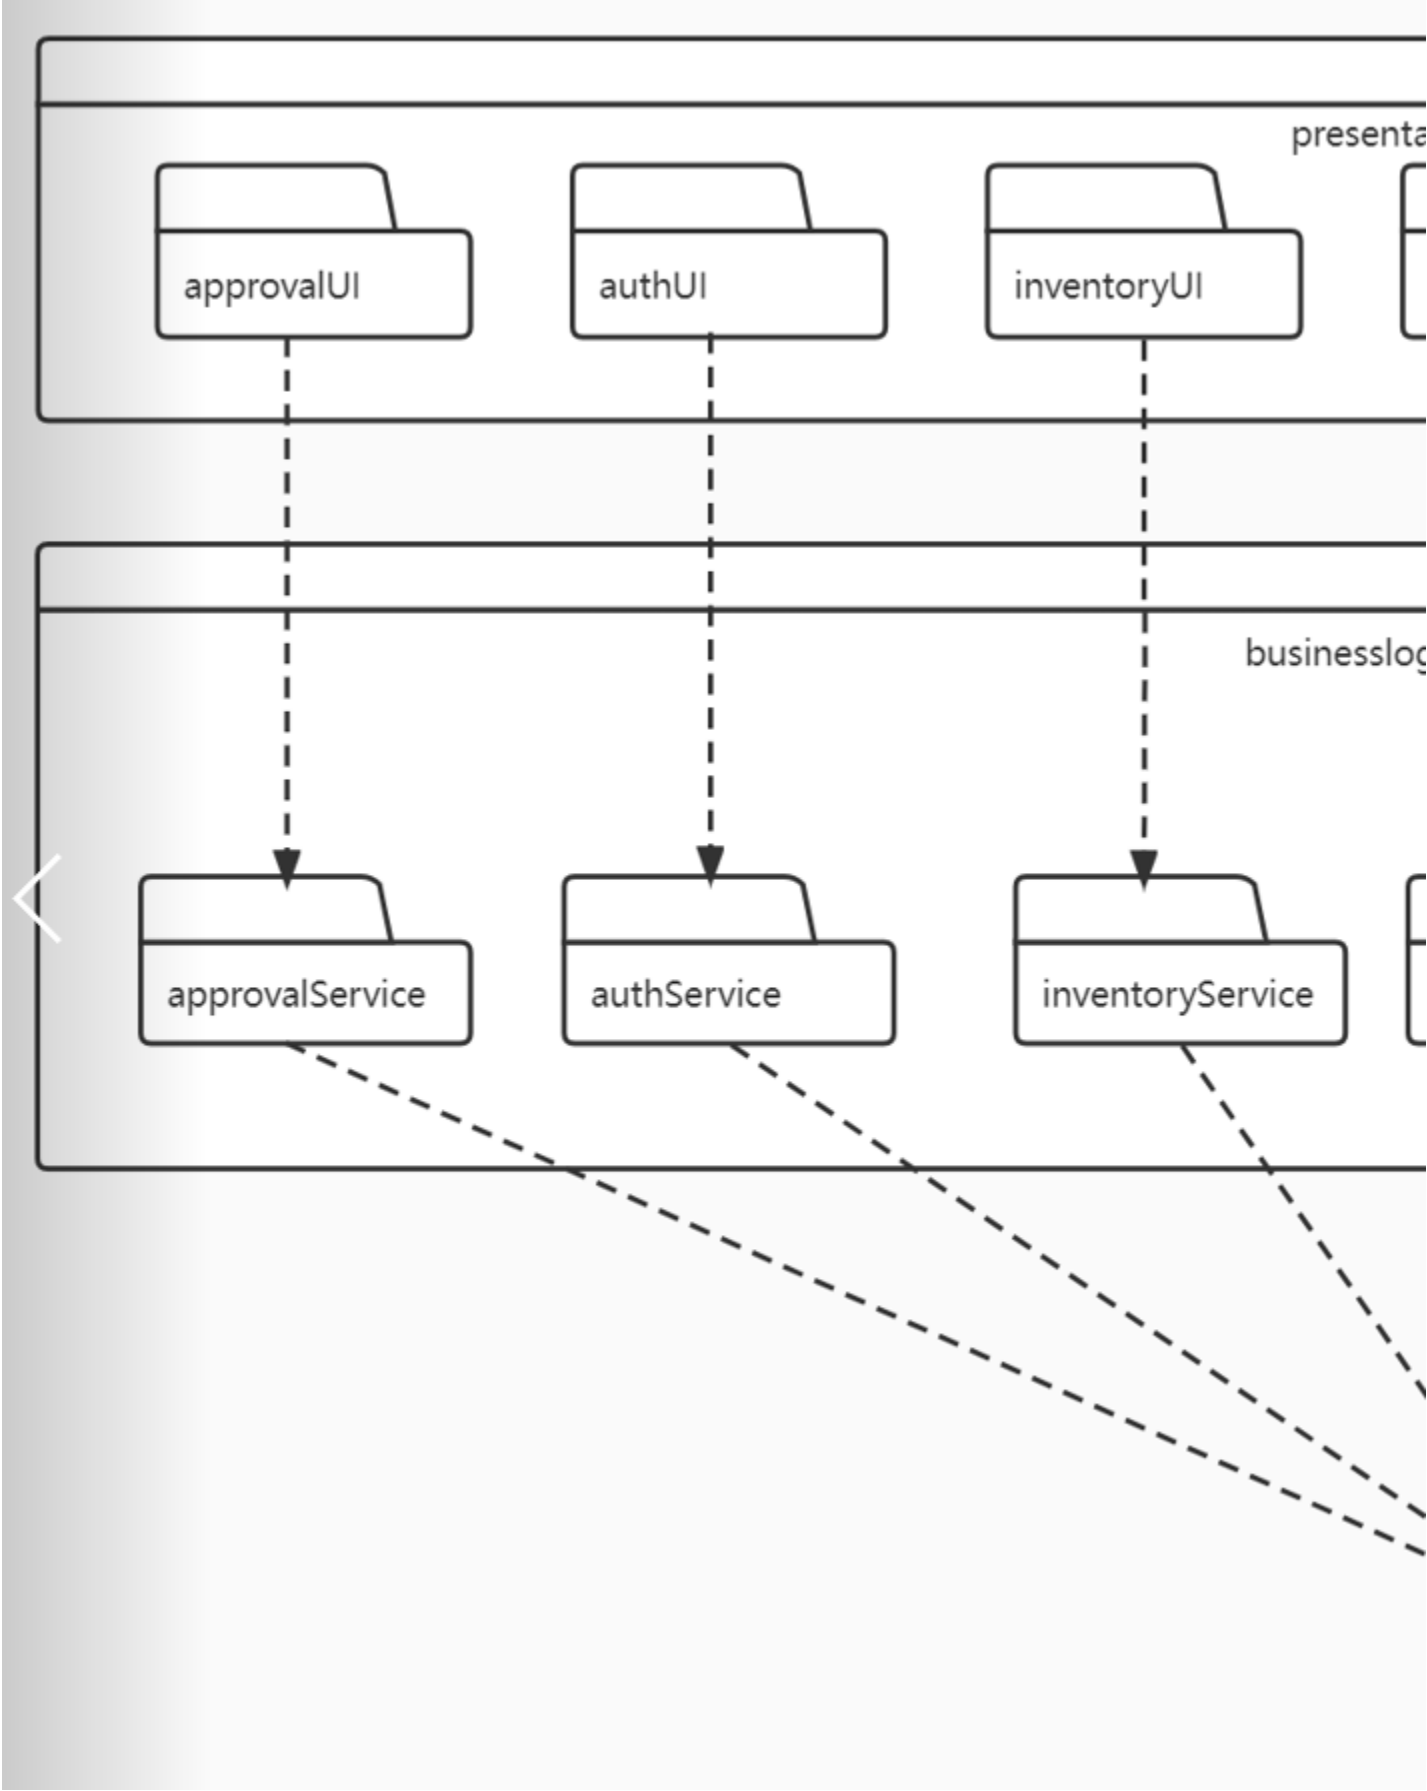 presenta
approvalUI
authUI
inventoryUI
businesslog
approvalService
authService
inventoryService